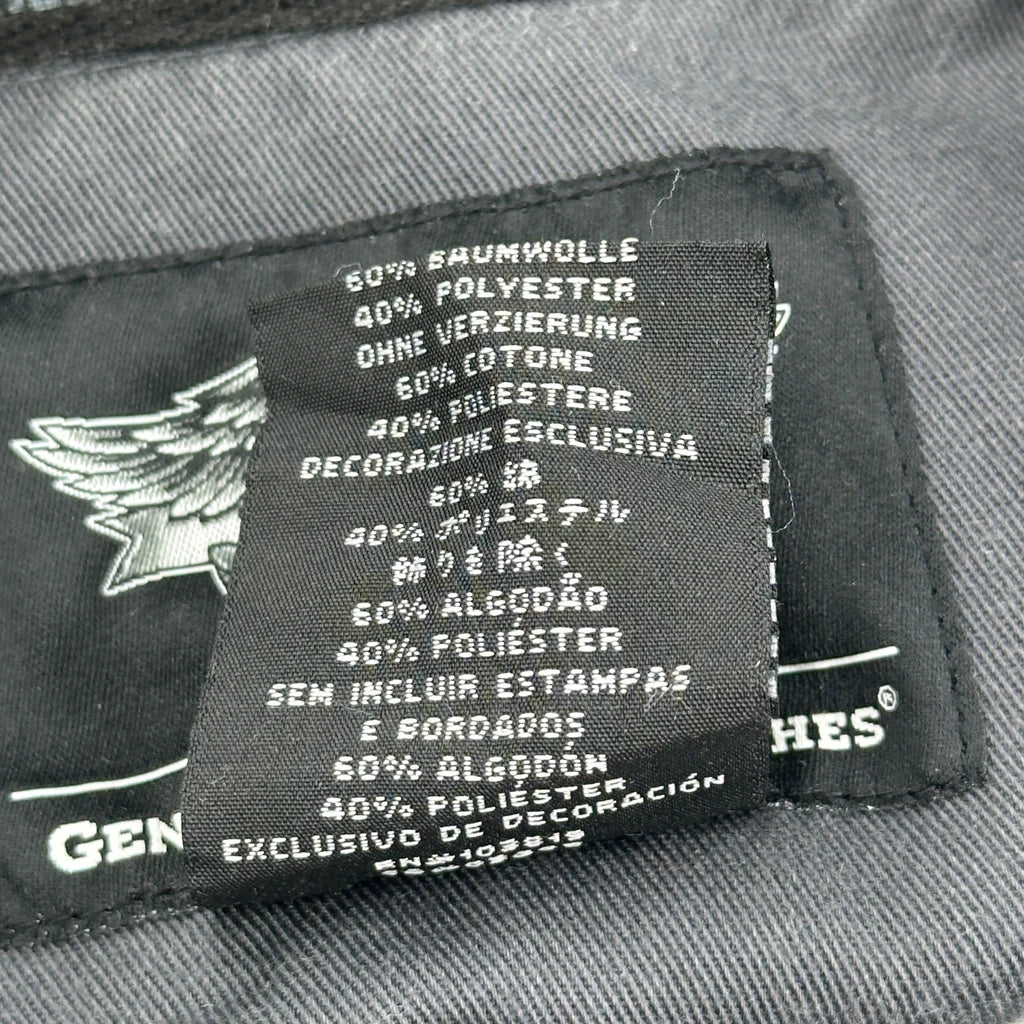 60% BAUMWOLLE
40% POLYESTER
OHNE VERZIERUNG
60% COTONE
40% POLIESTERE
DECORAZIONE ESCLUSIVA
60% 綿
40% ポリエステル
飾りを除く
60% ALGODÃO
40% POLIÉSTER
SEM INCLUIR ESTAMPAS
E BORDADOS
60% ALGODÓN
40% POLIÉSTER
EXCLUSIVO DE DECORACIÓN
GEN
HES®